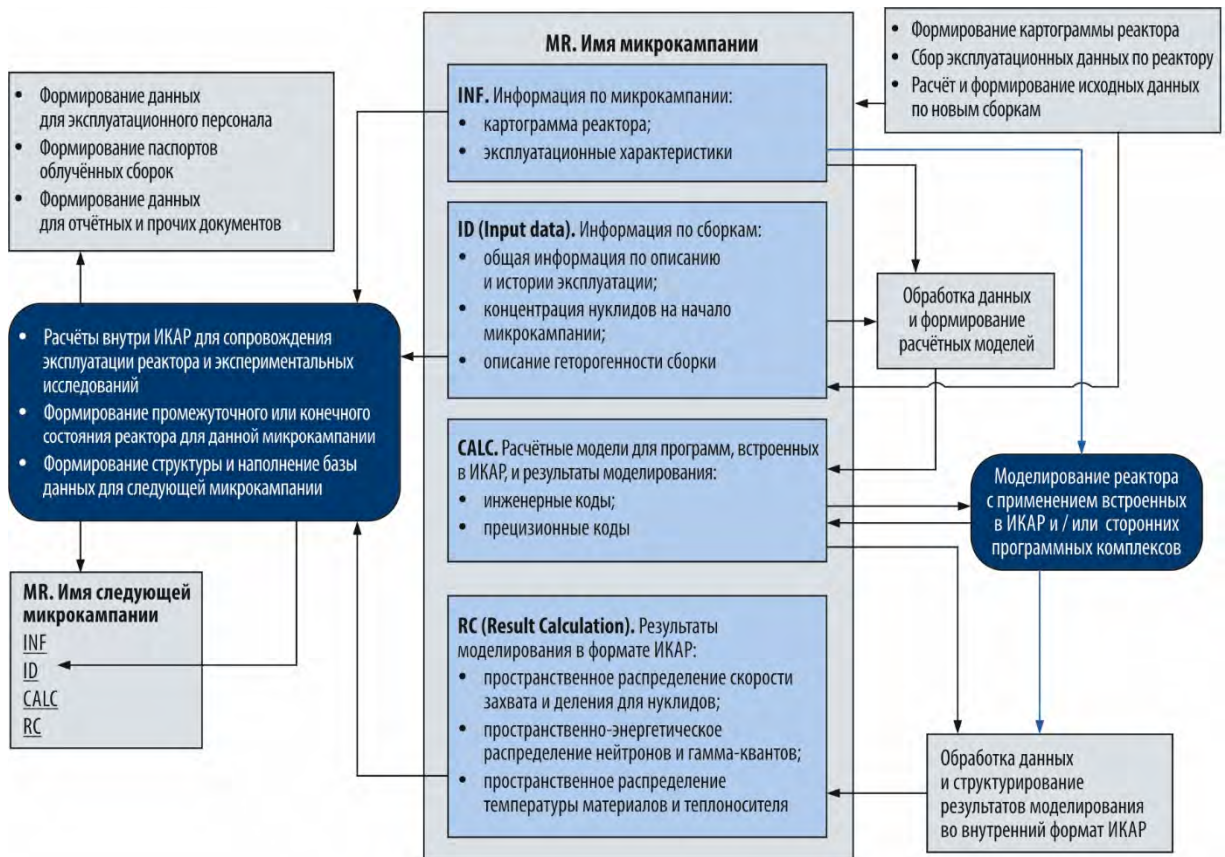 • Формирование данных
для эксплуатационного персонала
• Формирование паспортов
облучённых сборок
• Формирование данных
для отчётных и прочих документов
• Расчёты внутри ИКАР для сопровождения
эксплуатации реактора и экспериментальных
исследований
• Формирование промежуточного или конечного
состояния реактора для данной микрокампании
• Формирование структуры и наполнение базы
данных для следующей микрокампании
MR. Имя следующей
микрокампании
INF
ID
CALC
RC
MR. Имя микрокампании
INF. Информация по микрокампании:
• картограмма реактора;
• эксплуатационные характеристики
ID (Input data). Информация по сборкам:
• общая информация по описанию
и истории эксплуатации;
• концентрация нуклидов на начало
микрокампании;
• описание геторогенности сборки
CALC. Расчётные модели для программ, встроенных
в ИКАР, и результаты моделирования:
• инженерные коды;
• прецизионные коды
RC (Result Calculation). Результаты
моделирования в формате ИКАР:
• пространственное распределение скорости
захвата и деления для нуклидов;
• пространственно-энергетическое
распределение нейтронов и гамма-квантов;
• пространственное распределение
температуры материалов и теплоносителя
• Формирование картограммы реактора
• Сбор эксплуатационных данных по реактору
• Расчёт и формирование исходных данных
по новым сборкам
Обработка данных
и формирование
расчётных моделей
Моделирование реактора
с применением встроенных
в ИКАР и / или сторонних
программных комплексов
Обработка данных
и структурирование
результатов моделирования
во внутренний формат ИКАР